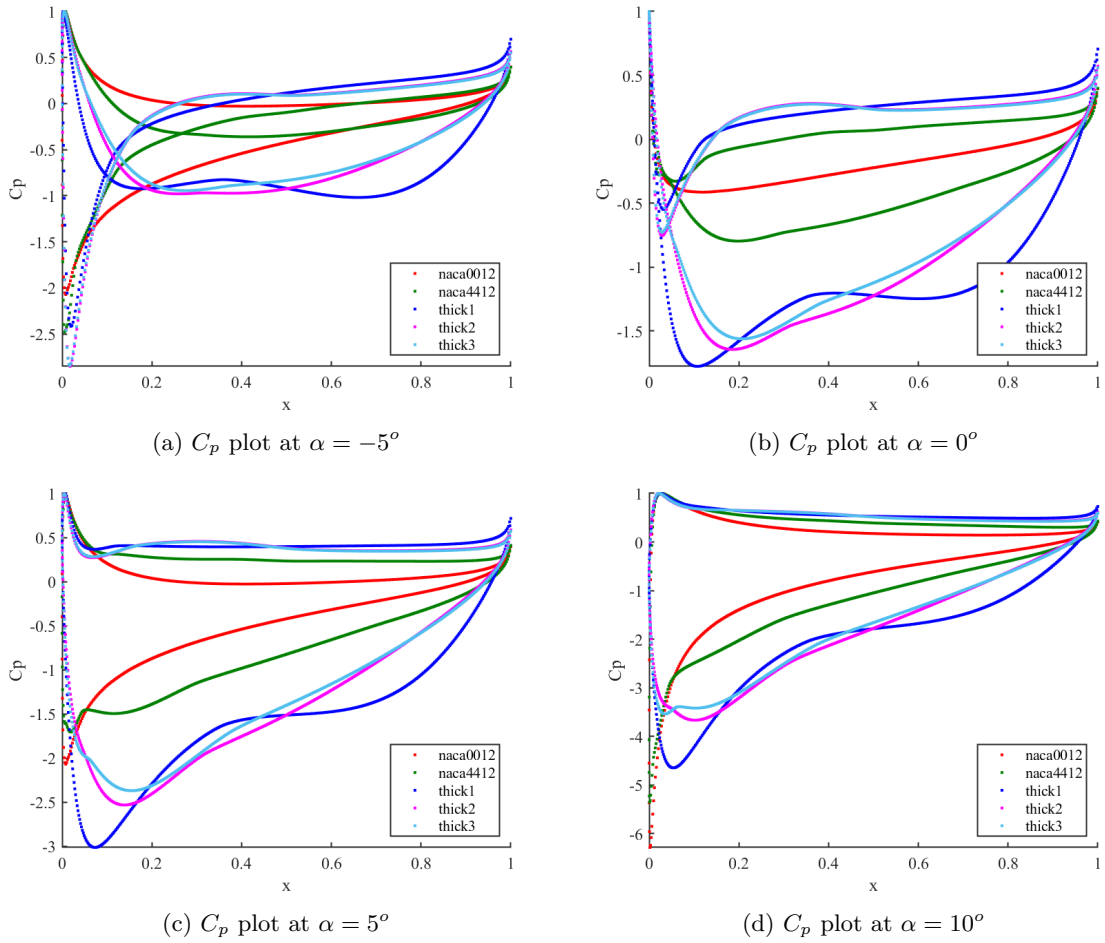 1
0.5
0
-0.5
-1
-1.5
-2
-2.5
Cp
0 0.2 0.4 0.6 0.8 1
x
naca0012
naca4412
thick1
thick2
thick3
(a) Cp plot at α = −5o
1
0.5
0
-0.5
-1
-1.5
Cp
0 0.2 0.4 0.6 0.8 1
x
naca0012
naca4412
thick1
thick2
thick3
(b) Cp plot at α = 0o
1
0.5
0
-0.5
-1
-1.5
-2
-2.5
-3
Cp
0 0.2 0.4 0.6 0.8 1
x
naca0012
naca4412
thick1
thick2
thick3
(c) Cp plot at α = 5o
1
0
-1
-2
-3
-4
-5
-6
Cp
0 0.2 0.4 0.6 0.8 1
x
naca0012
naca4412
thick1
thick2
thick3
(d) Cp plot at α = 10o